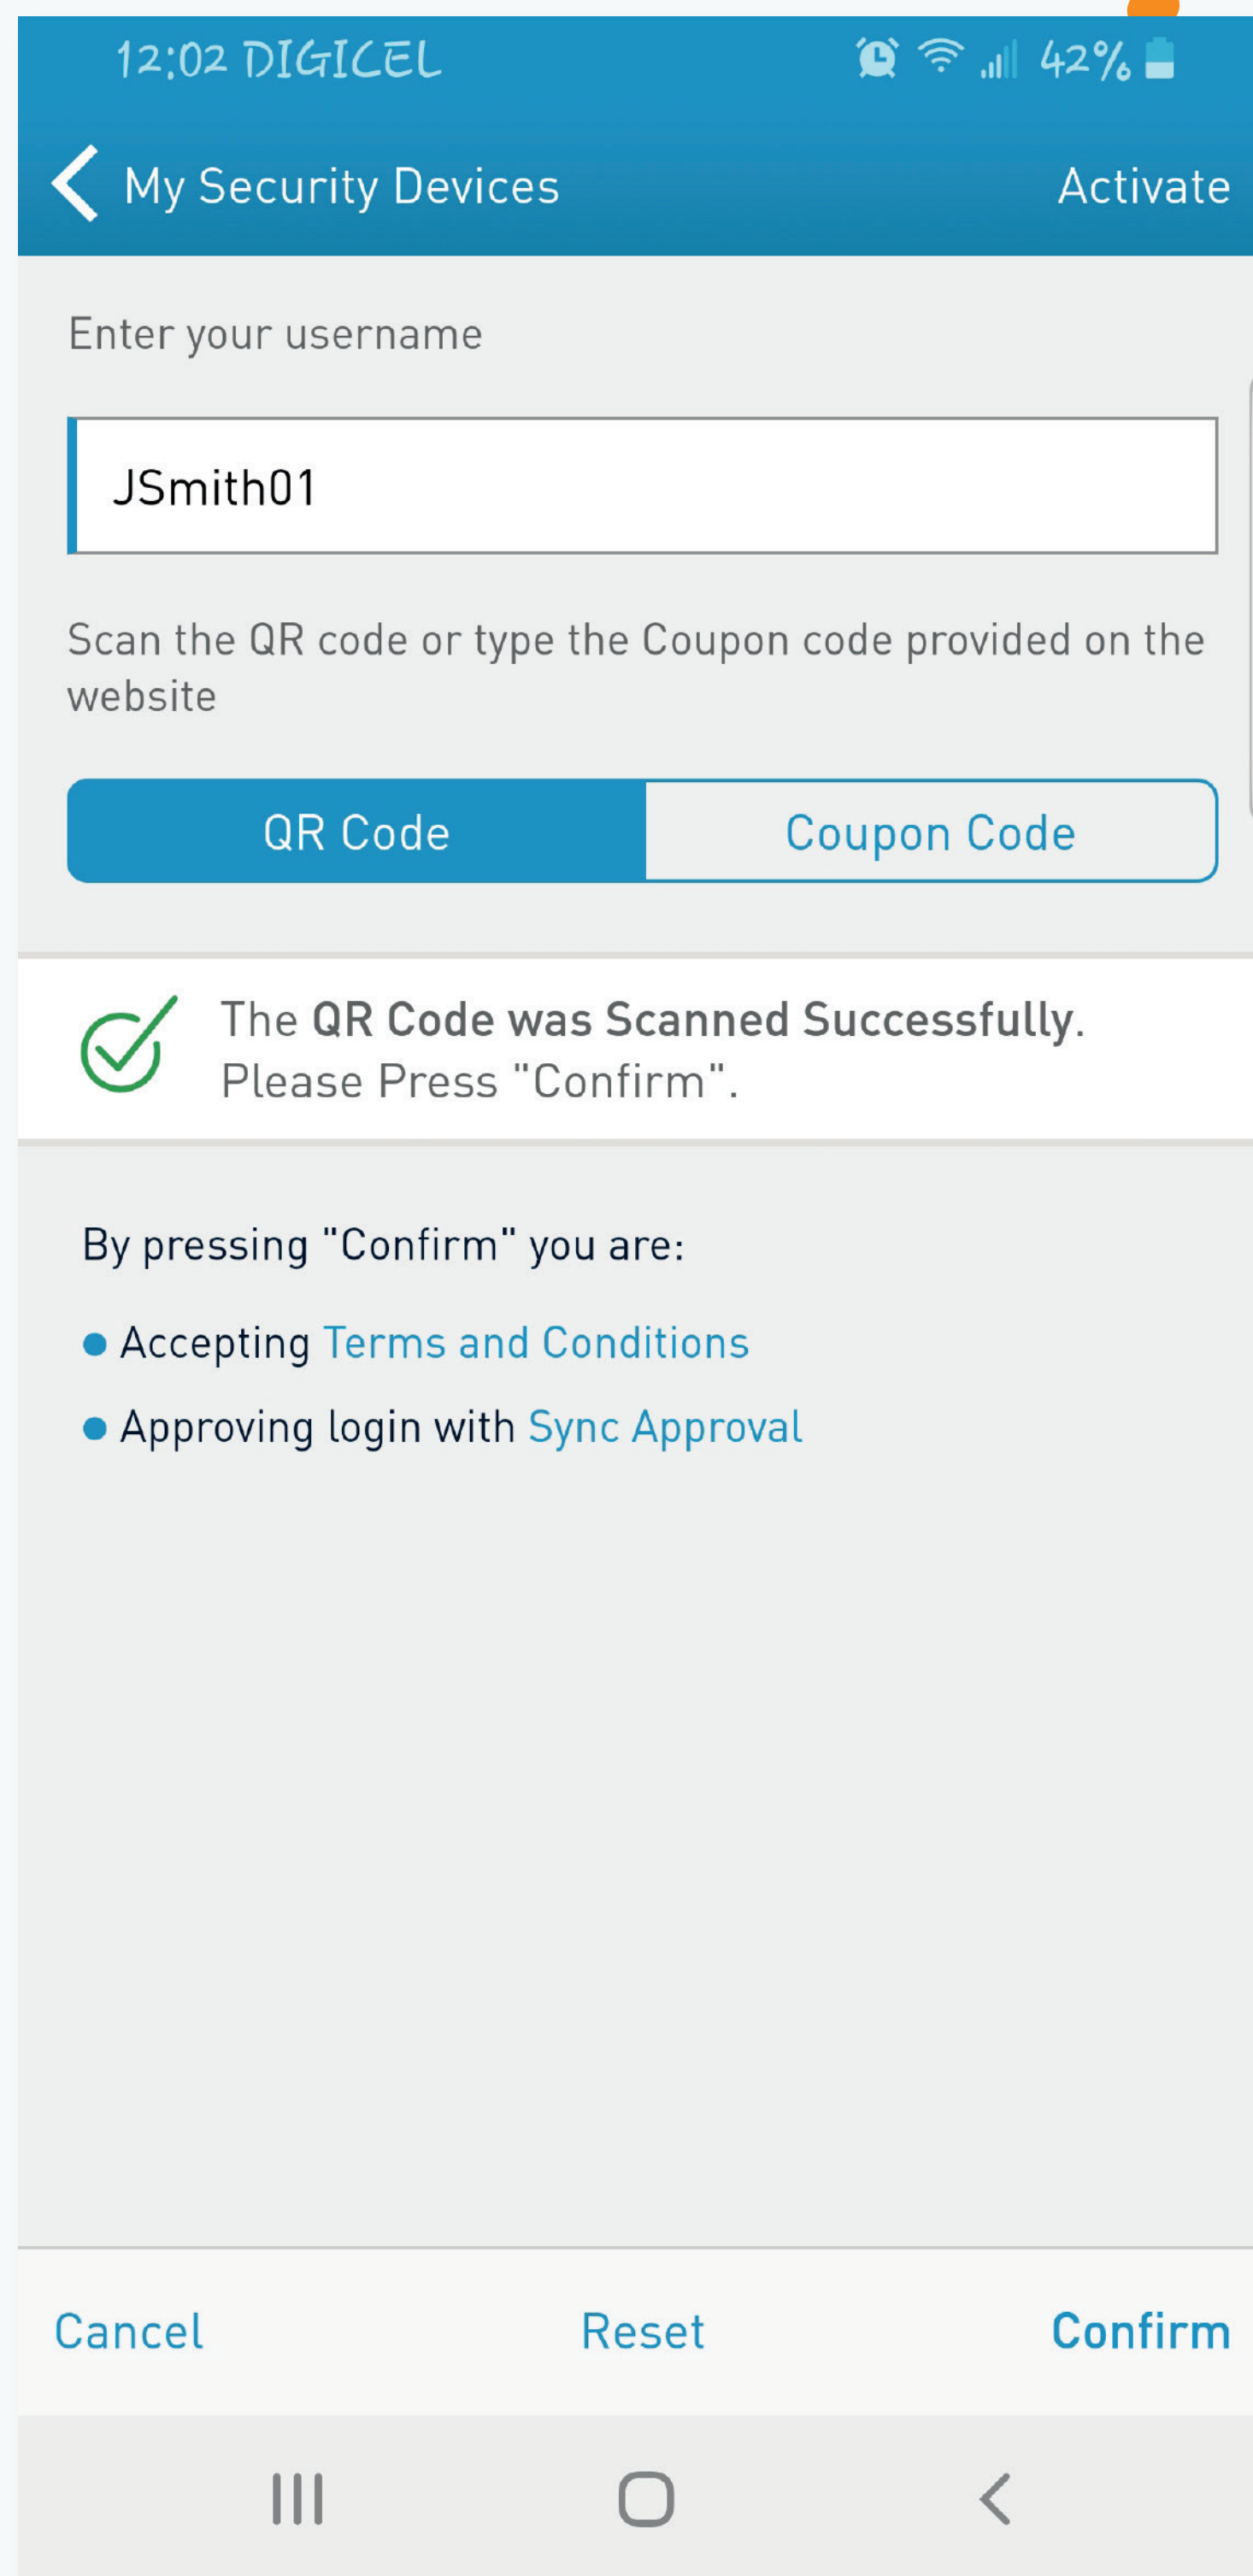 12:02 DIGICEL 42%
My Security Devices Activate
Enter your username
JSmith01
Scan the QR code or type the Coupon code provided on the
website
QR Code Coupon Code
The QR Code was Scanned Successfully.
Please Press "Confirm".
By pressing "Confirm" you are:
• Accepting Terms and Conditions
• Approving login with Sync Approval
Cancel Reset Confirm